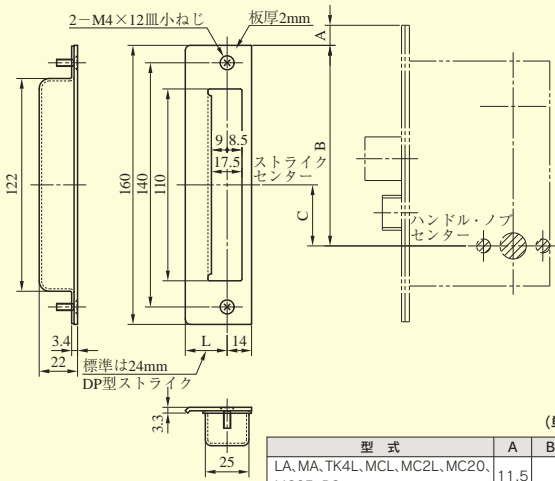 2−M4×12皿小ねじ
板厚2mm
A
B
C
122
160
140
110
9 8.5
17.5
ストライク
センター
ハンドル・ノブ
センター
3.4
22
L
14
標準は24mm
DP型ストライク
3.3
25
型 式 A B
LA、MA、TK4L、MCL、MC2L、MC20、
11.5